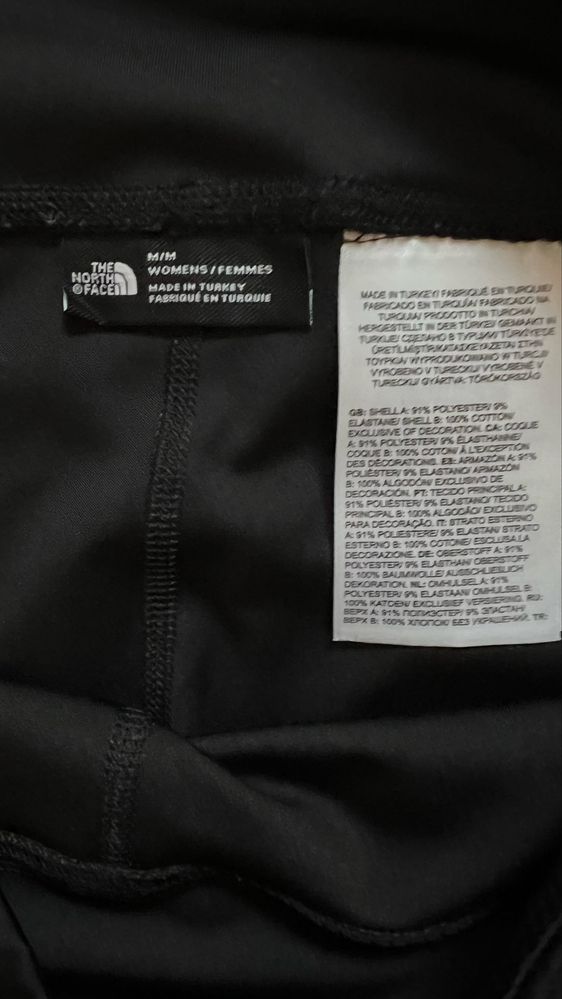 THE
NORTH
FACE
M/M
WOMENS / FEMMES
MADE IN TURKEY
FABRIQUÉ EN TURQUIE
MADE IN TURKEY/ FABRIQUÉ EN TURQUIE/
FABRICADO EN TURQUÍA/ FABRICADO NA
TURQUIA/ PRODOTTO IN TURCHIA/
HERGESTELLT IN DER TÜRKEI/ GEMAAKT IN
TURKIJE/ СДЕЛАНО В ТУРЦИИ/ TÜRKİYE'DE
ÜRETİLMİŞTİR/
WYPRODUKOWANO W TURCJI/
VYROBENO V TURECKU/ VYROBENÉ V
TURECKU/ GYÁRTVA: TÖRÖKORSZÁG
GB: SHELL A: 91% POLYESTER/ 9%
ELASTANE/ SHELL B: 100% COTTON/
EXCLUSIVE OF DECORATION. CA: COQUE
A: 91% POLYESTER/ 9% ÉLASTHANNE/
COQUE B: 100% COTON/ À L'EXCEPTION
DES DÉCORATIONS. ES: ARMAZÓN A: 91%
POLIÉSTER/ 9% ELASTANO/ ARMAZÓN
B: 100% ALGODÓN/ EXCLUSIVO DE
DECORACIÓN. PT: TECIDO PRINCIPAL A:
91% POLIÉSTER/ 9% ELASTANO/ TECIDO
PRINCIPAL B: 100% ALGODÃO/ EXCLUSIVO
PARA DECORAÇÃO. IT: STRATO ESTERNO
A: 91% POLIESTERE/ 9% ELASTAN/ STRATO
ESTERNO B: 100% COTONE/ ESCLUSA LA
DECORAZIONE. DE: OBERSTOFF A: 91%
POLYESTER/ 9% ELASTHAN/ OBERSTOFF
B: 100% BAUMWOLLE/ AUSSCHLIESSLICH
DEKORATION. NL: OMHULSEL A: 91%
POLYESTER/ 9% ELASTAAN/ OMHULSEL B:
100% KATOEN/ EXCLUSIEF VERSIERING. RU:
ВЕРХ A: 91% ПОЛИЭСТЕР/ 9% ЭЛАСТАН/
ВЕРХ B: 100% ХЛОПОК/ БЕЗ УКРАШЕНИЙ. TR: